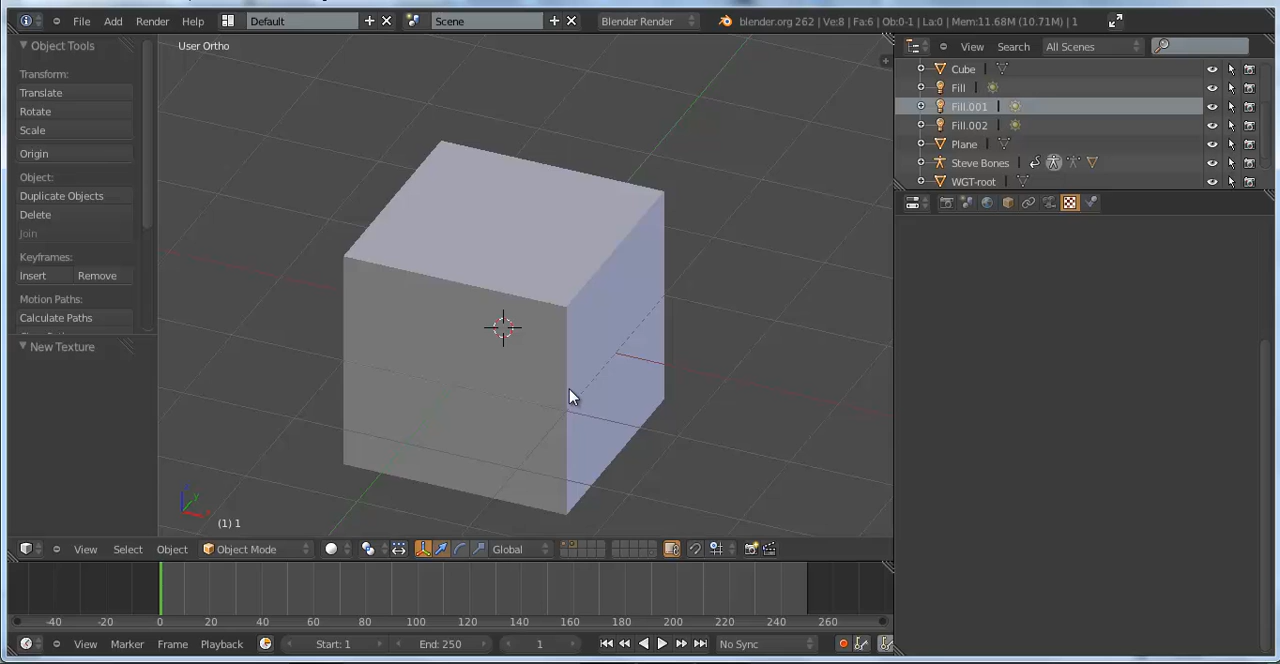 File Add Render Help Default Scene Blender Render blender.org 262 | Ve:8 | Fa:6 | Ob:0-1 | La:0 | Mem:11.68M (10.71M) | 1
Object Tools
User Ortho
View Search All Scenes
Transform:
Translate
Rotate
Scale
Origin
Object:
Duplicate Objects
Delete
Join
Keyframes:
Insert Remove
Motion Paths:
Calculate Paths
New Texture
Cube
Fill
Fill.001
Fill.002
Plane
Steve Bones
WGT-root
(1) 1
View Select Object Object Mode Global
-40 -20 0 20 40 60 80 100 120 140 160 180 200 220 240 260
View Marker Frame Playback Start: 1 End: 250 1 No Sync